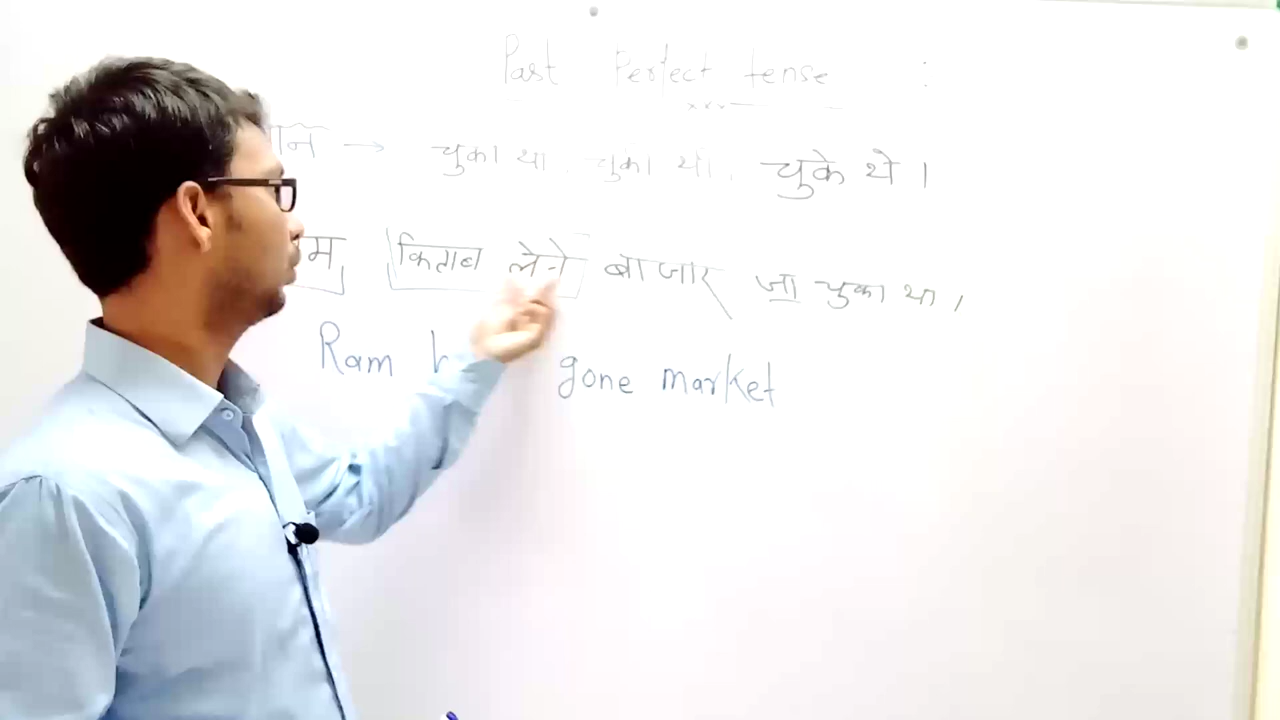 Past Perfect tense :
→ चुका था, चुका था, चुके थे।
किताब लेने बाजार जा चुका था।
Ram gone market